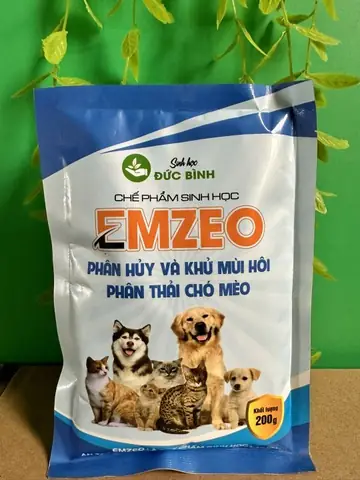 Sinh học
ĐỨC BÌNH
CHẾ PHẨM SINH HỌC
EMZEO
PHÂN HỦY VÀ KHỬ MÙI HÔI
PHÂN THẢI CHÓ MÈO
Khối lượng
200g
EMZEO